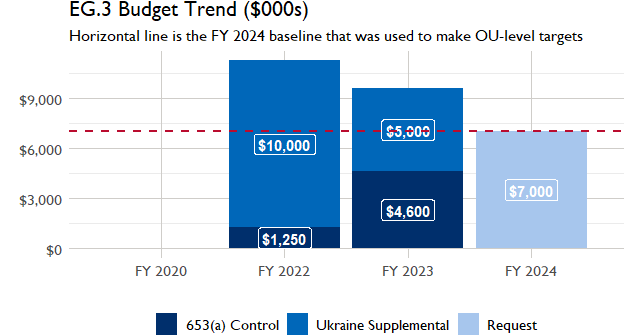 EG.3 Budget Trend ($000s)
Horizontal line is the FY 2024 baseline that was used to make OU-level targets
$9,000
$6,000
$3,000
$0
$10,000
$1,250
$5,000
$4,600
$7,000
FY 2020 FY 2022 FY 2023 FY 2024
653(a) Control Ukraine Supplemental Request